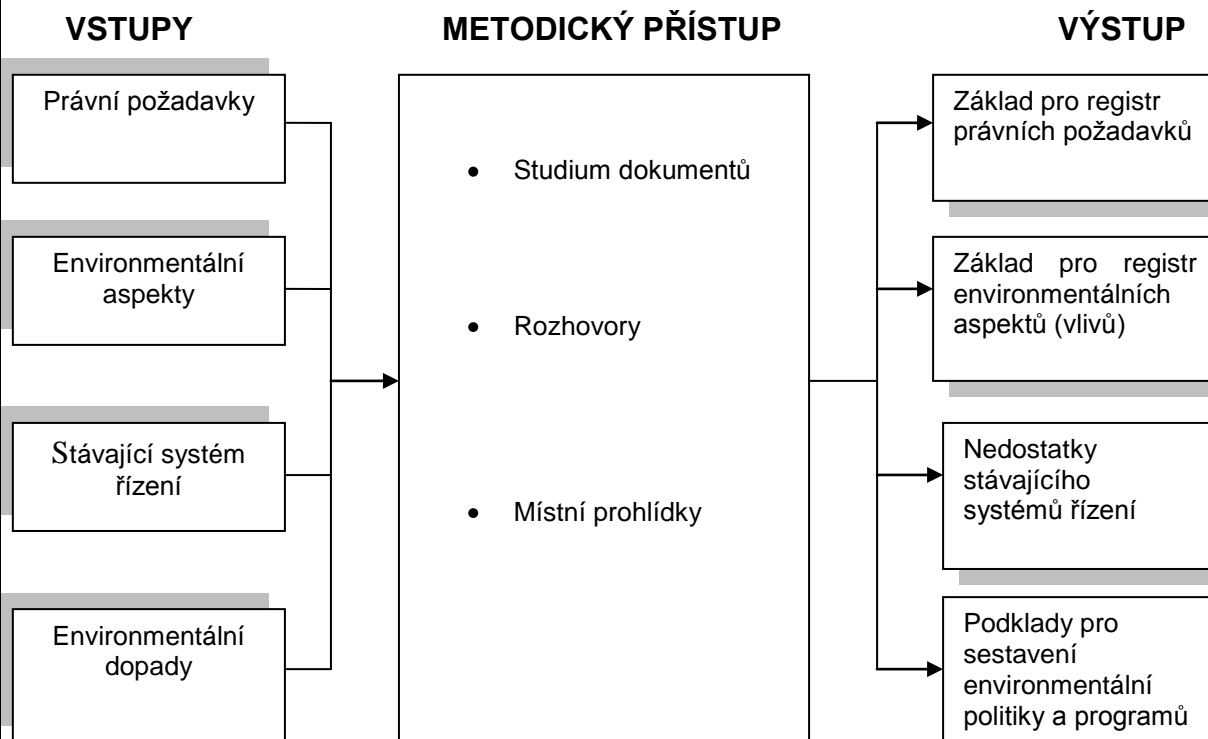 VSTUPY
METODICKÝ PŘÍSTUP
VÝSTUP
Právní požadavky
Environmentální
aspekty
Stávající systém
řízení
Environmentální
dopady
• Studium dokumentů
• Rozhovory
• Místní prohlídky
Základ pro registr
právních požadavků
Základ pro registr
environmentálních
aspektů (vlivů)
Nedostatky
stávajícího
systémů řízení
Podklady pro
sestavení
environmentální
politiky a programů